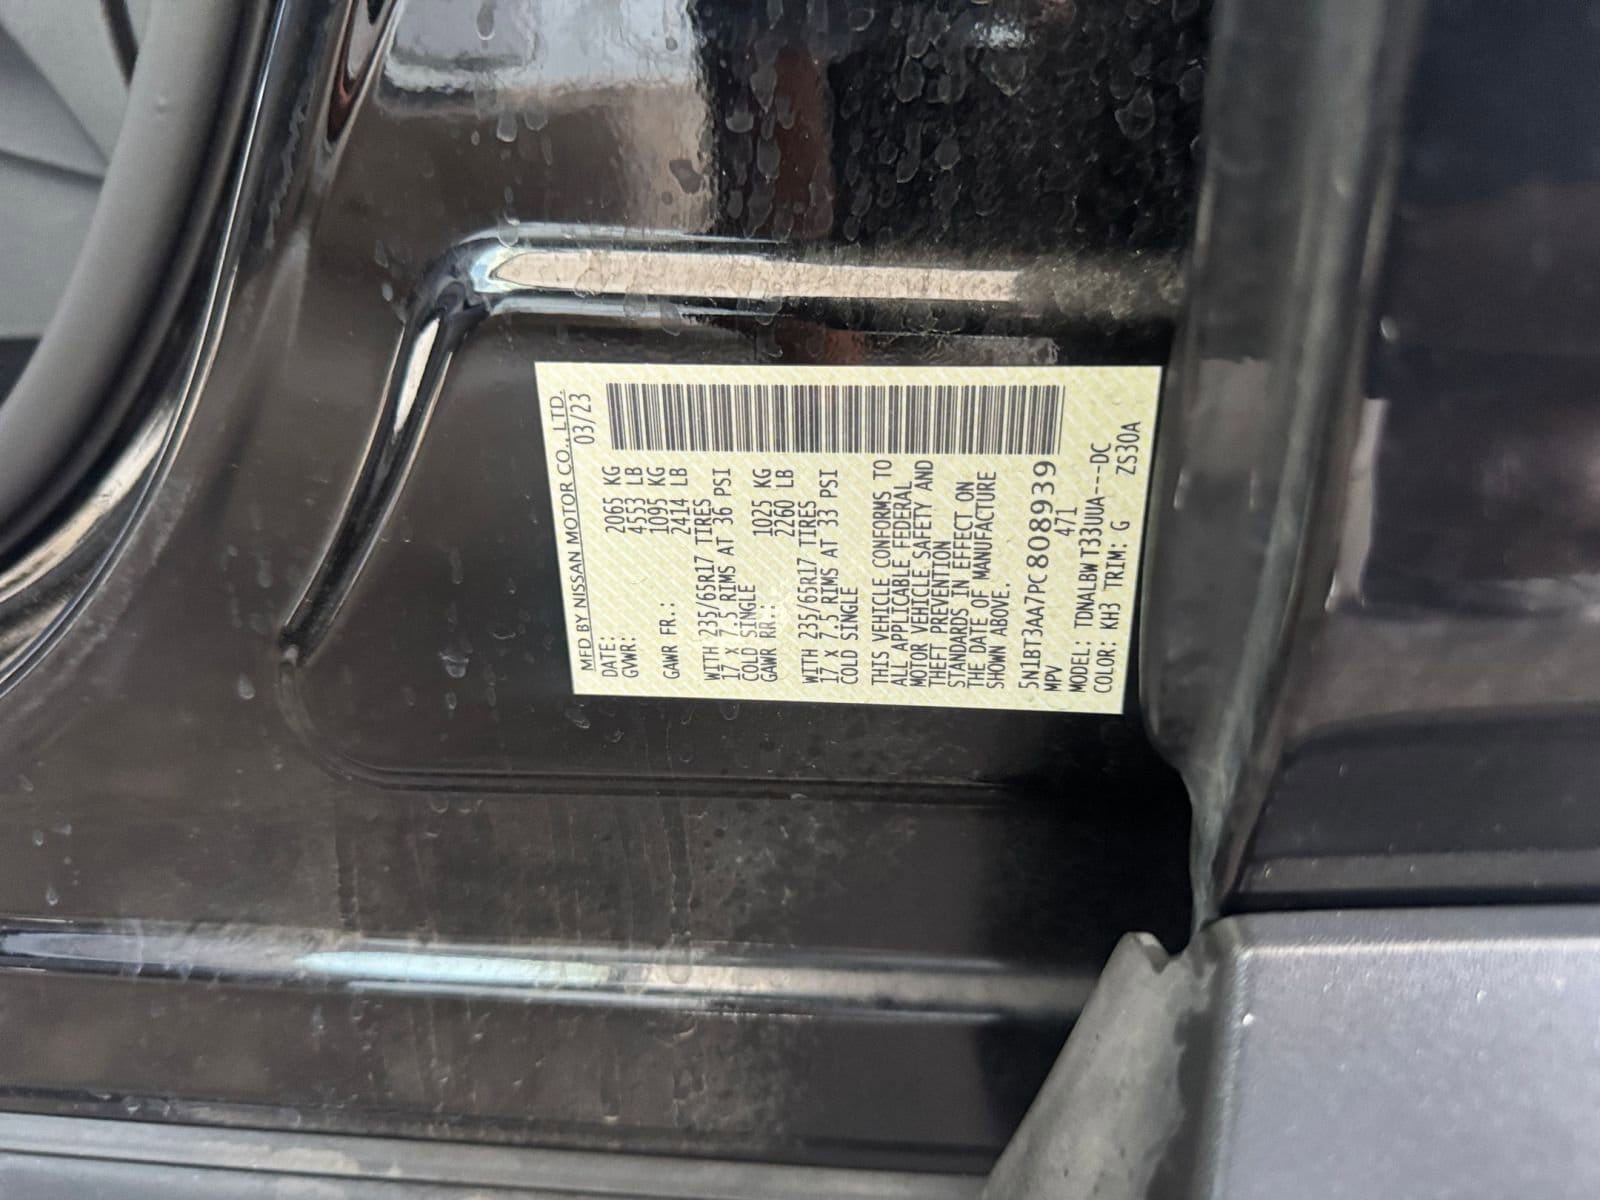 MFD BY NISSAN MOTOR CO., LTD.
DATE: 03/23
GVWR: 2065 KG
4553 LB
GAWR FR.: 1095 KG
2414 LB
WITH 235/65R17 TIRES
17 X 7.5 RIMS AT 36 PSI
COLD SINGLE
GAWR RR.: 1025 KG
2260 LB
WITH 235/65R17 TIRES
17 X 7.5 RIMS AT 33 PSI
COLD SINGLE
THIS VEHICLE CONFORMS TO
ALL APPLICABLE FEDERAL
MOTOR VEHICLE SAFETY AND
THEFT PREVENTION
STANDARDS IN EFFECT ON
THE DATE OF MANUFACTURE
SHOWN ABOVE.
5N1BT3AA7PC808939
MPV 471
MODEL: TDNALBW T33UUA---DC
COLOR: KH3 TRIM: G ZS30A